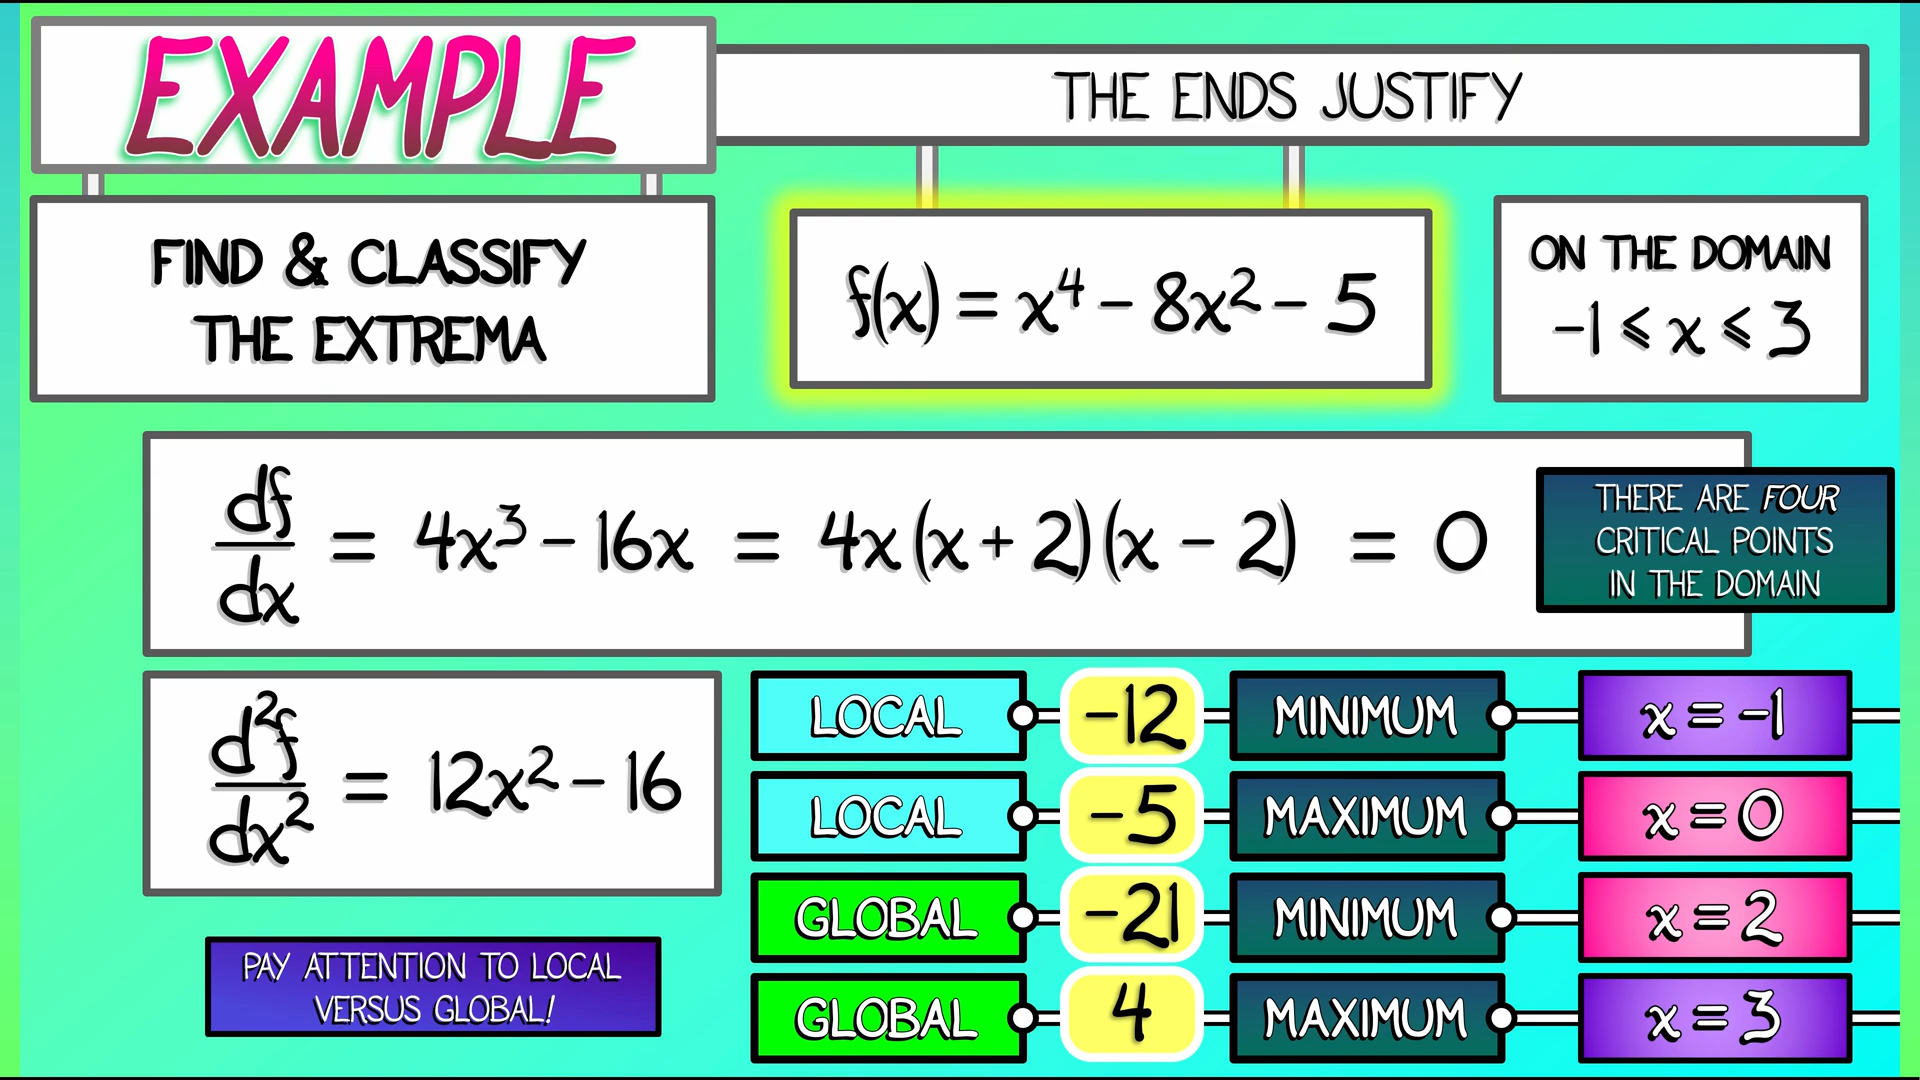 EXAMPLE
THE ENDS JUSTIFY
FIND & CLASSIFY
THE EXTREMA
f(x) = x⁴ - 8x² - 5
ON THE DOMAIN
-1 ⩽ x ⩽ 3
df/dx = 4x³ - 16x = 4x(x + 2)(x - 2) = 0
THERE ARE FOUR
CRITICAL POINTS
IN THE DOMAIN
d²f/dx² = 12x² - 16
PAY ATTENTION TO LOCAL
VERSUS GLOBAL!
LOCAL -12 MINIMUM x = -1
LOCAL -5 MAXIMUM x = 0
GLOBAL -21 MINIMUM x = 2
GLOBAL 4 MAXIMUM x = 3